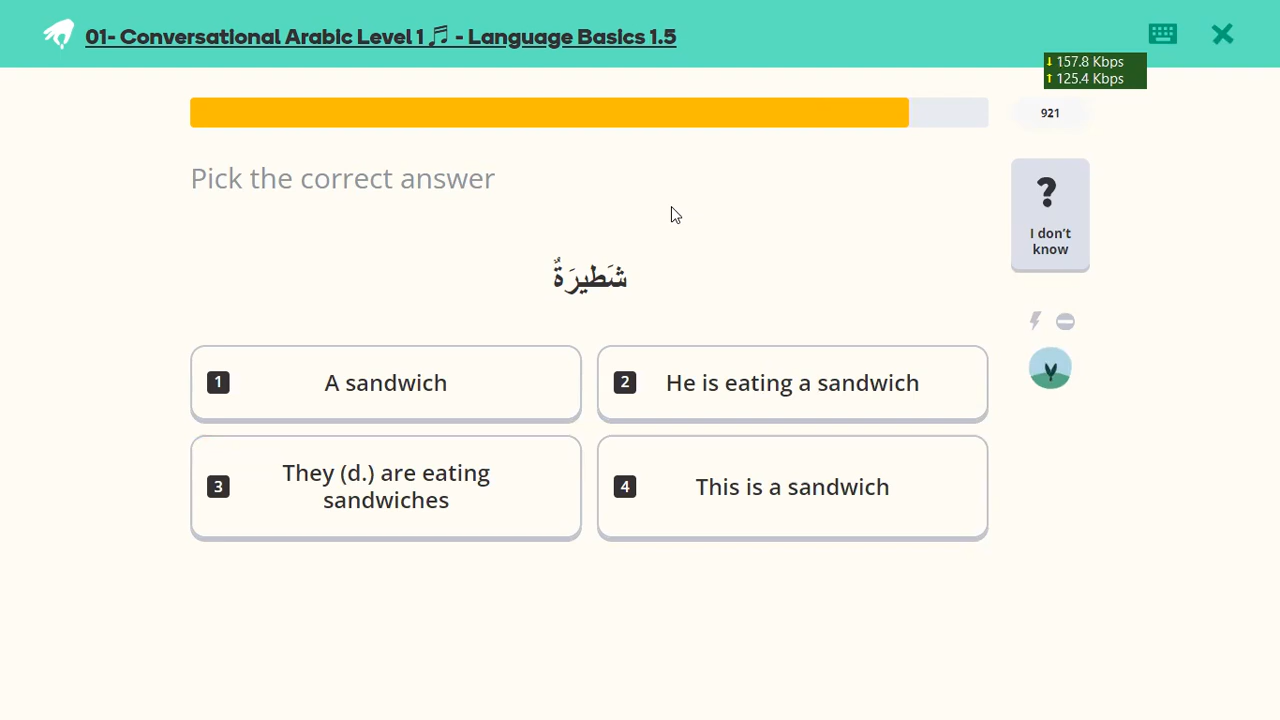 01- Conversational Arabic Level 1 🎵 - Language Basics 1.5
↓ 157.8 Kbps
↑ 125.4 Kbps
921
Pick the correct answer
? I don't know
شَطيرَةٌ
1 A sandwich
2 He is eating a sandwich
3 They (d.) are eating sandwiches
4 This is a sandwich